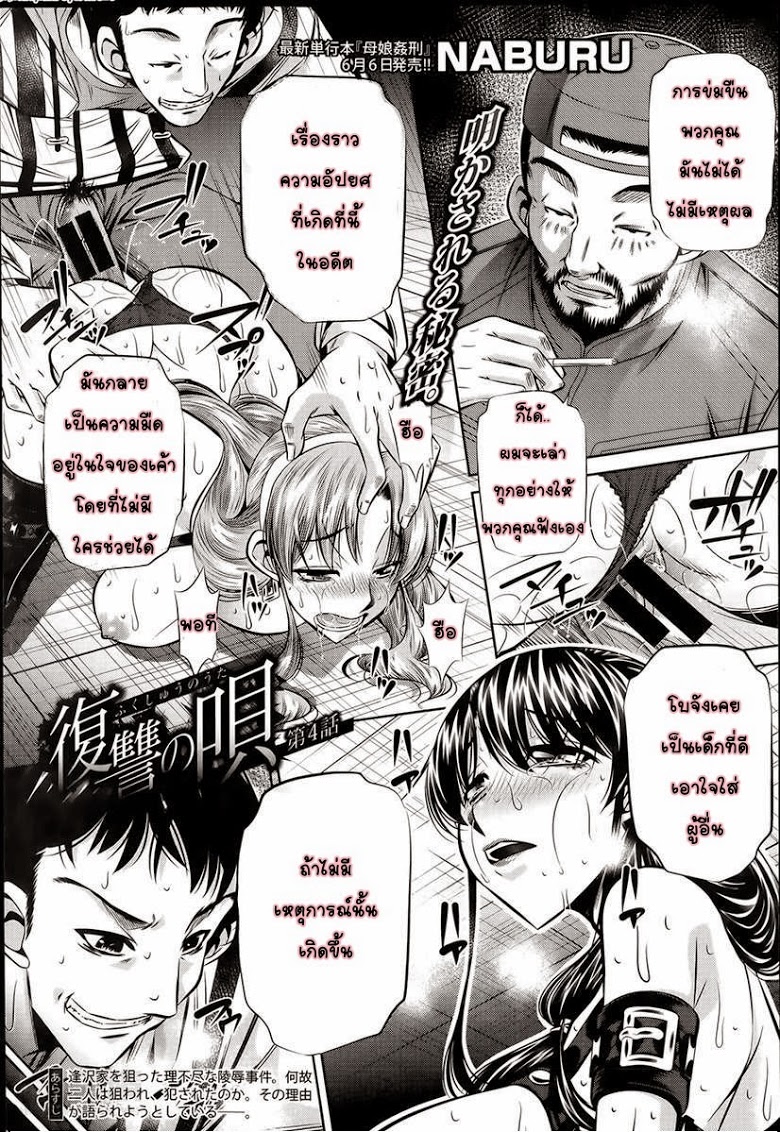 最新単行本『母娘姦刑』
6月6日発売!!
NABURU
การข่มขืน
พวกคุณ
มันไม่ได้
ไม่มีเหตุผล
明かされる秘密。
เรื่องราว
ความอัปยศ
ที่เกิดที่นี้
ในอดีต
ก็ได้..
ผมจะเล่า
ทุกอย่างให้
พวกคุณฟังเอง
มันกลาย
เป็นความมืด
อยู่ในใจของเค้า
โดยที่ไม่มี
ใครช่วยได้
ฮือ
ฮือ
พอที
ふくしゅうのうた
復讐の唄
第4話
โบจังเคย
เป็นเด็กที่ดี
เอาใจใส่
ผู้อื่น
ถ้าไม่มี
เหตุการณ์นั้น
เกิดขึ้น
あらすじ
逢沢家を狙った理不尽な陵辱事件。何故
二人は狙われ、犯されたのか。その理由
が語られようとしている──。